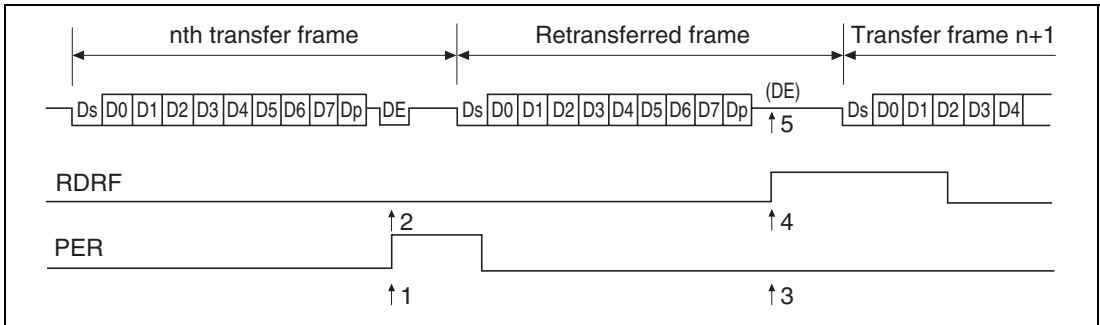 nth transfer frame Retransferred frame Transfer frame n+1
(DE)
Ds D0 D1 D2 D3 D4 D5 D6 D7 Dp DE Ds D0 D1 D2 D3 D4 D5 D6 D7 Dp Ds D0 D1 D2 D3 D4
↑5
RDRF
↑2 ↑4
PER
↑1 ↑3